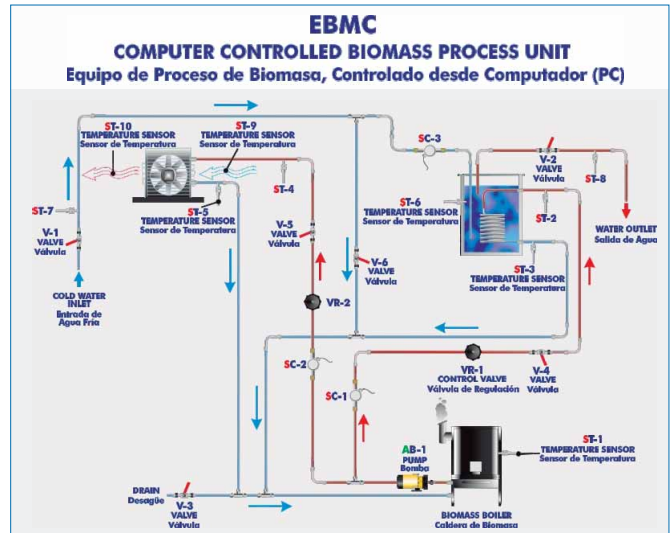 EBMC
COMPUTER CONTROLLED BIOMASS PROCESS UNIT
Equipo de Proceso de Biomasa, Controlado desde Computador (PC)
ST-10
TEMPERATURE SENSOR
Sensor de Temperatura
ST-9
TEMPERATURE SENSOR
Sensor de Temperatura
SC-3
V-2
VALVE
Válvula
ST-8
ST-4
ST-7
ST-5
TEMPERATURE SENSOR
Sensor de Temperatera
ST-6
TEMPERATURE SENSOR
Sensor de Temperatura
ST-2
WATER OUTLET
Salida de Agua
V-1
VALVE
Válvula
V-5
VALVE
Válvula
V-6
VALVE
Válvula
ST-3
TEMPERATURE SENSOR
Sensor de Temperatura
COLD WATER
INLET
Entrada de
Agua Fría
VR-2
SC-2
SC-1
VR-1
CONTROL VALVE
Válvula de Regulación
V-4
VALVE
Válvula
AB-1
PUMP
Bomba
ST-1
TEMPERATURE SENSOR
Sensor de Temperatura
DRAIN
Desagüe
V-3
VALVE
Válvula
BIOMASS BOILER
Caldera de Biomasa